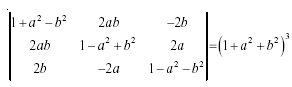 .
1+a²−b² 2ab −2b
2ab 1−a²+b² 2a =(1+a²+b²)³
2b −2a 1−a²−b²